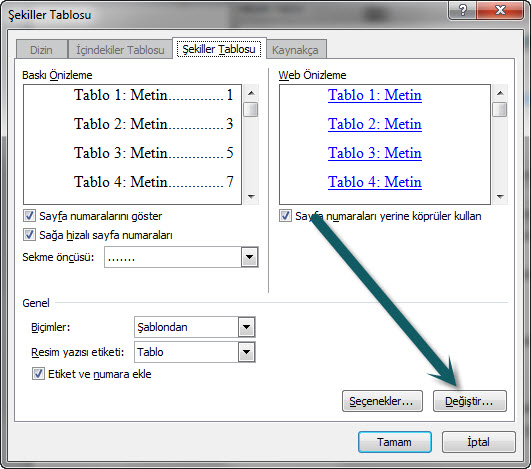 Şekiller Tablosu
Dizin İçindekiler Tablosu Şekiller Tablosu Kaynakça
Baskı Önizleme
Tablo 1: Metin............... 1
Tablo 2: Metin............... 3
Tablo 3: Metin............... 5
Tablo 4: Metin............... 7
Web Önizleme
Tablo 1: Metin
Tablo 2: Metin
Tablo 3: Metin
Tablo 4: Metin
Sayfa numaralarını göster
Sağa hizalı sayfa numaraları
Sekme öncüsü: .......
Sayfa numaraları yerine köprüler kullan
Genel
Biçimler: Şablondan
Resim yazısı etiketi: Tablo
Etiket ve numara ekle
Seçenekler... Değiştir...
Tamam İptal